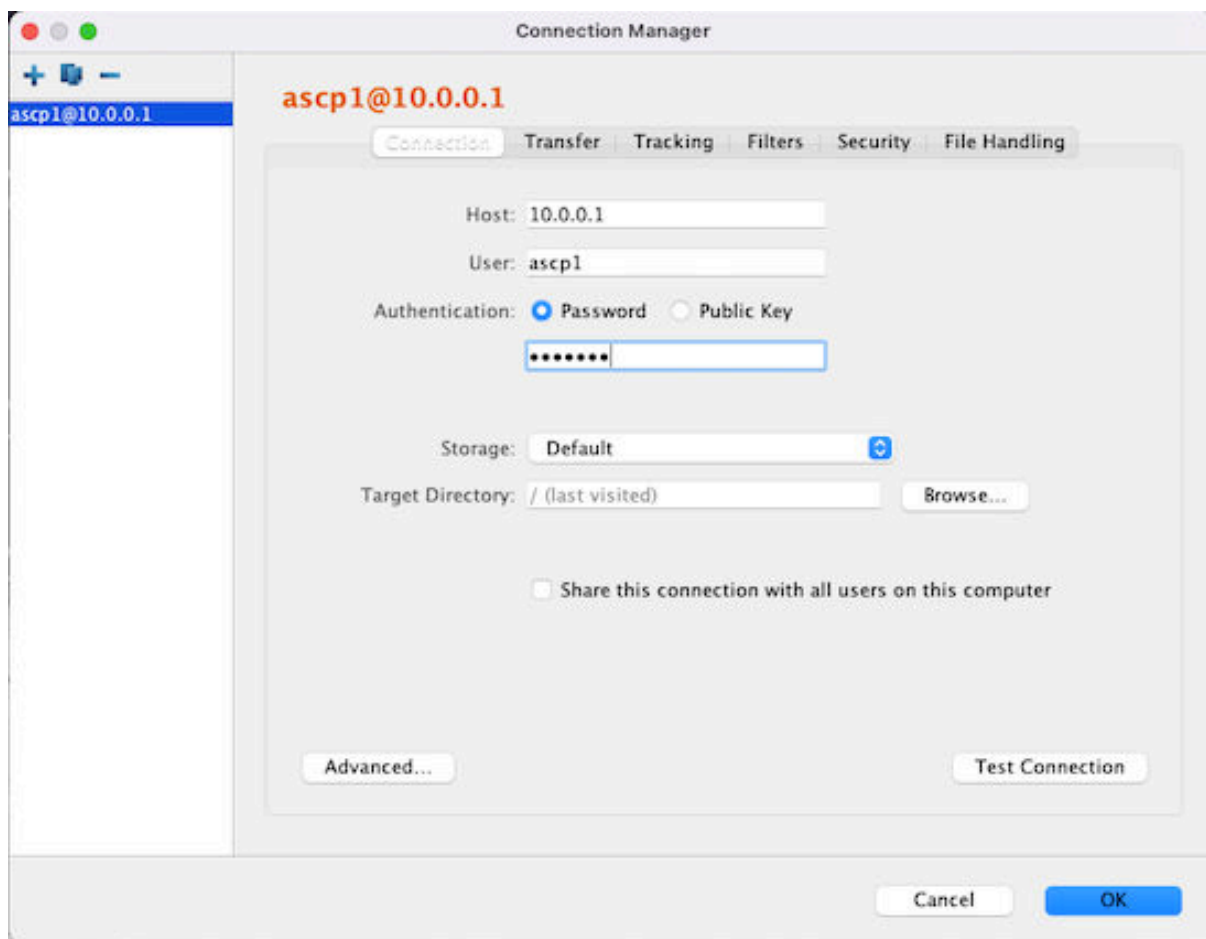 Connection Manager
ascp1@10.0.0.1
ascp1@10.0.0.1
Connection Transfer Tracking Filters Security File Handling
Host: 10.0.0.1
User: ascp1
Authentication: Password Public Key
•••••••
Storage: Default
Target Directory: / (last visited) Browse...
Share this connection with all users on this computer
Advanced... Test Connection
Cancel OK